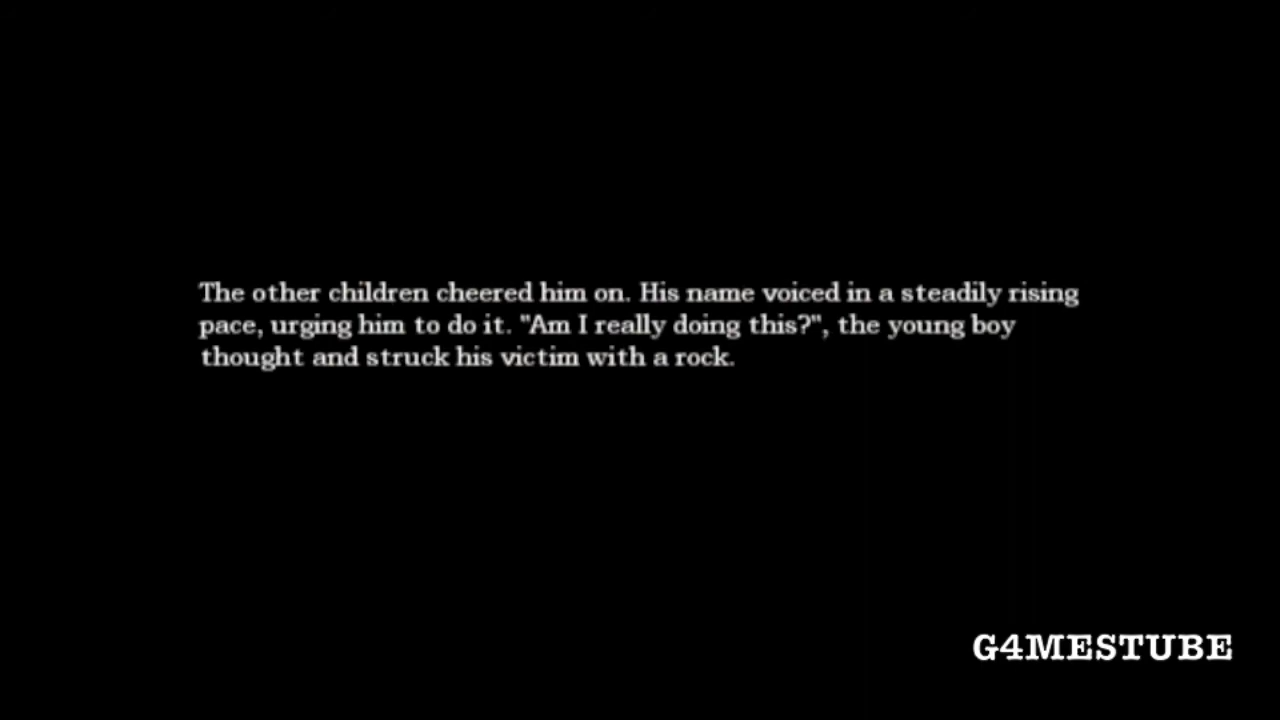 The other children cheered him on. His name voiced in a steadily rising
pace, urging him to do it. "Am I really doing this?", the young boy
thought and struck his victim with a rock.
G4MESTUBE